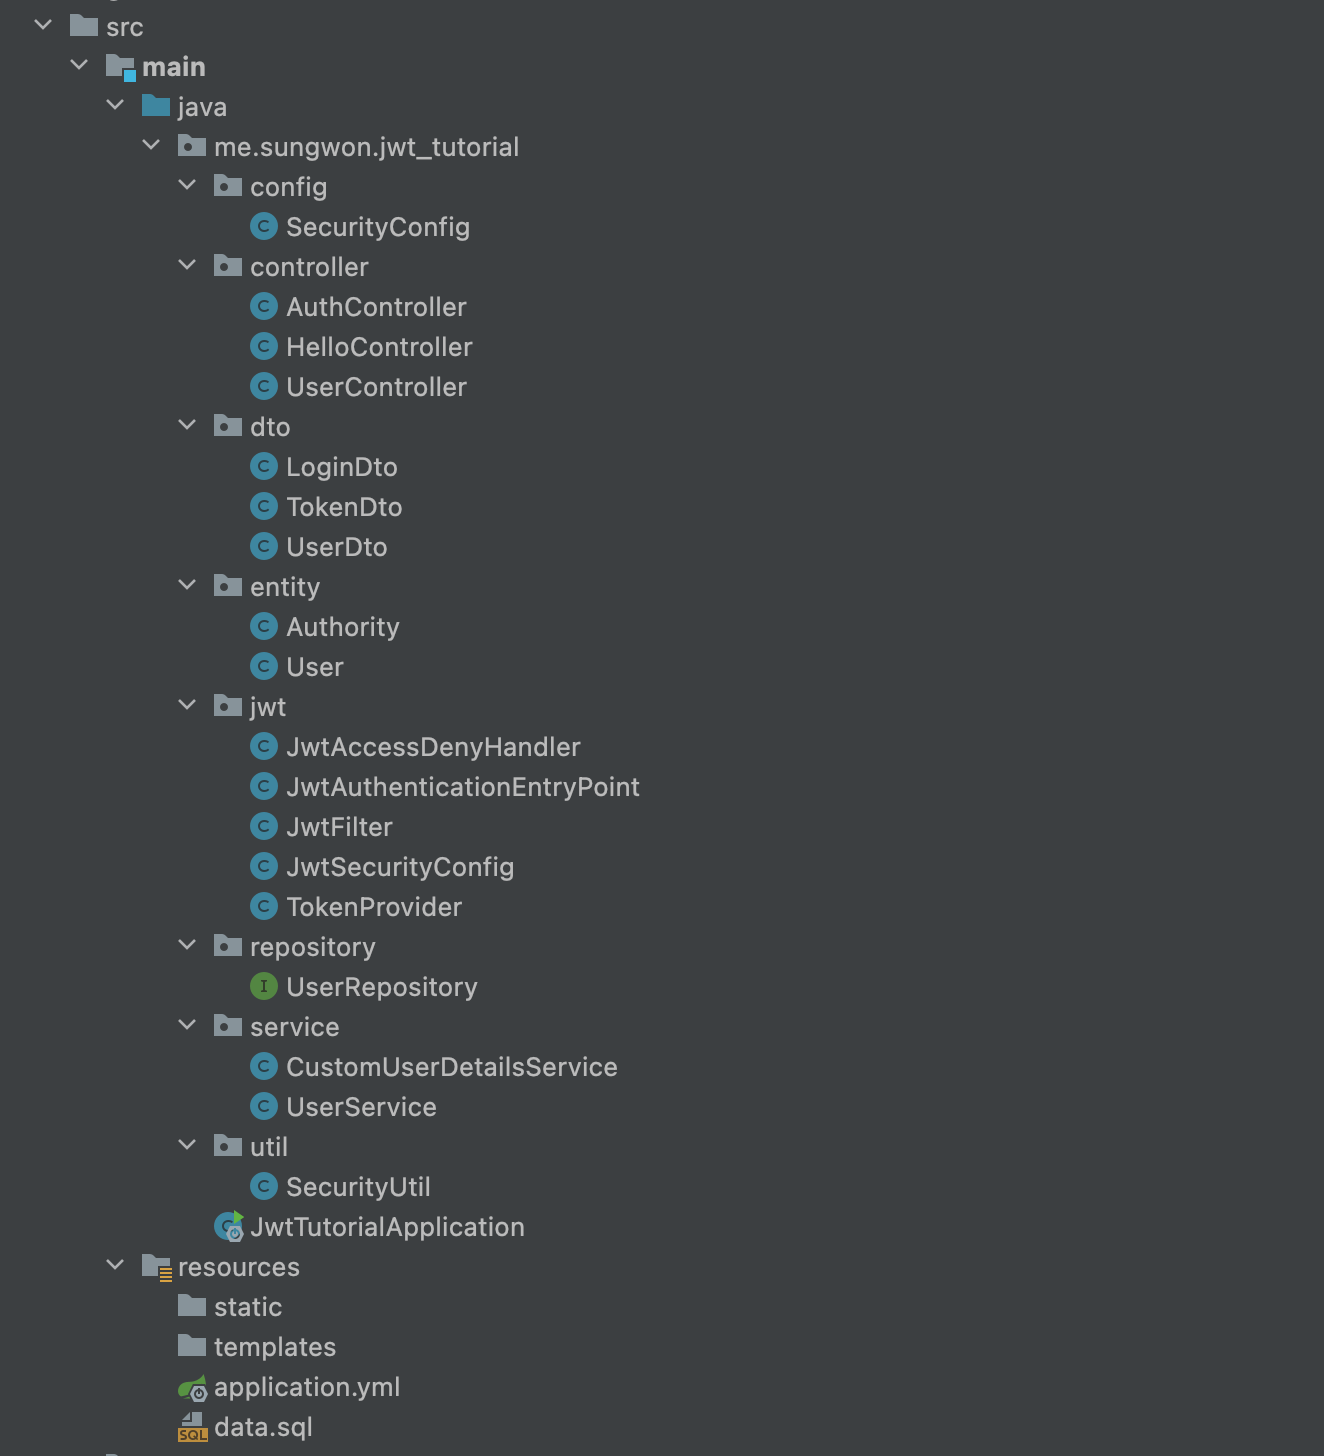 src
main
java
me.sungwon.jwt_tutorial
config
SecurityConfig
controller
AuthController
HelloController
UserController
dto
LoginDto
TokenDto
UserDto
entity
Authority
User
jwt
JwtAccessDenyHandler
JwtAuthenticationEntryPoint
JwtFilter
JwtSecurityConfig
TokenProvider
repository
UserRepository
service
CustomUserDetailsService
UserService
util
SecurityUtil
JwtTutorialApplication
resources
static
templates
application.yml
data.sql